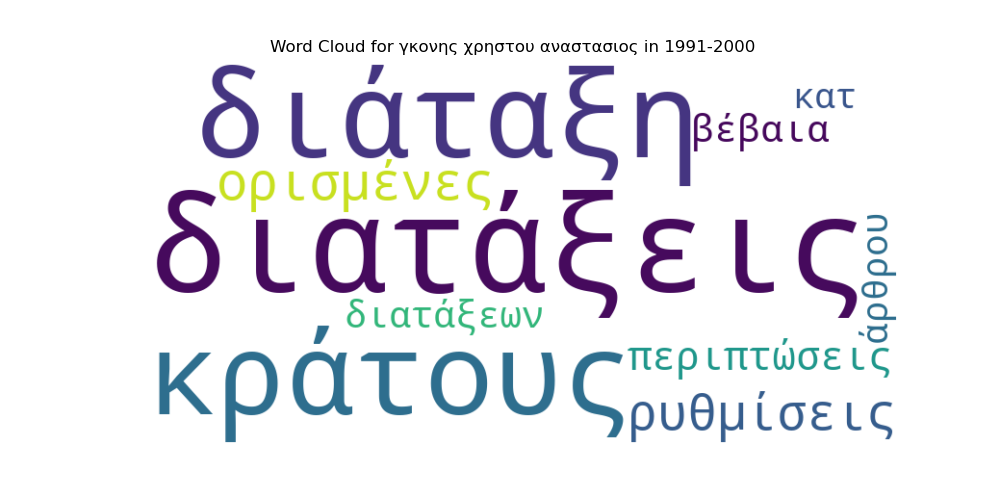 Word Cloud for γκονης χρηστου αναστασιος in 1991-2000
διάταξη
κατ
βέβαια
ορισμένες
διατάξεις
άρθρου
διατάξεων
κράτους
περιπτώσεις
ρυθμίσεις